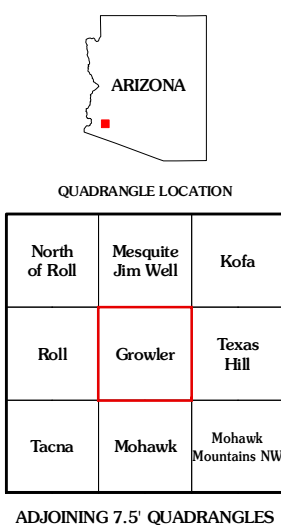 ARIZONA
QUADRANGLE LOCATION
North
of Roll
Mesquite
Jim Well
Kofa
Roll
Growler
Texas
Hill
Tacna
Mohawk
Mohawk
Mountains NW
ADJOINING 7.5' QUADRANGLES